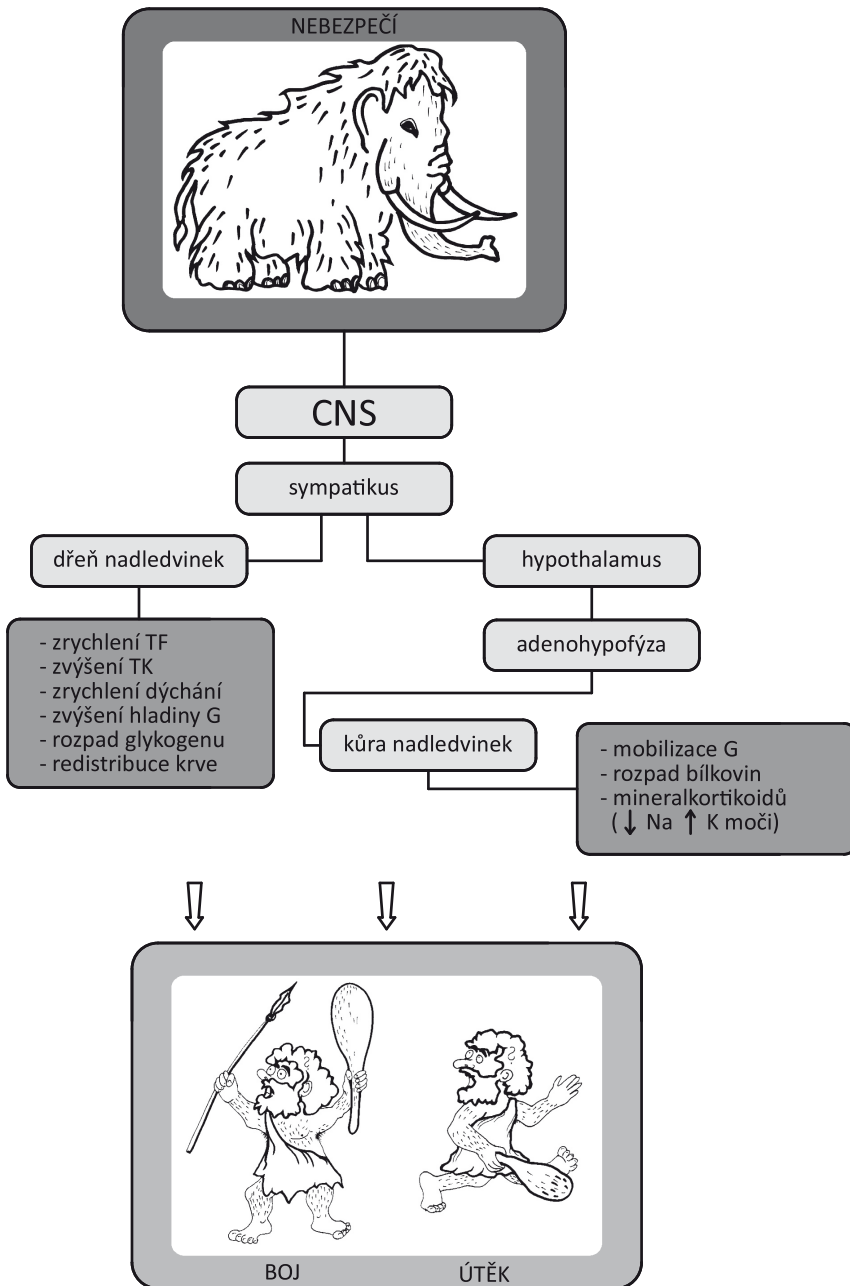 NEBEZPEČÍ
CNS
sympatikus
dřeň nadledvinek
hypothalamus
- zrychlení TF
- zvýšení TK
- zrychlení dýchání
- zvýšení hladiny G
- rozpad glykogenu
- redistribuce krve
adenohypofýza
kůra nadledvinek
- mobilizace G
- rozpad bílkovin
- mineralkortikoidů
(↓ Na ↑ K moči)
BOJ
ÚTĚK